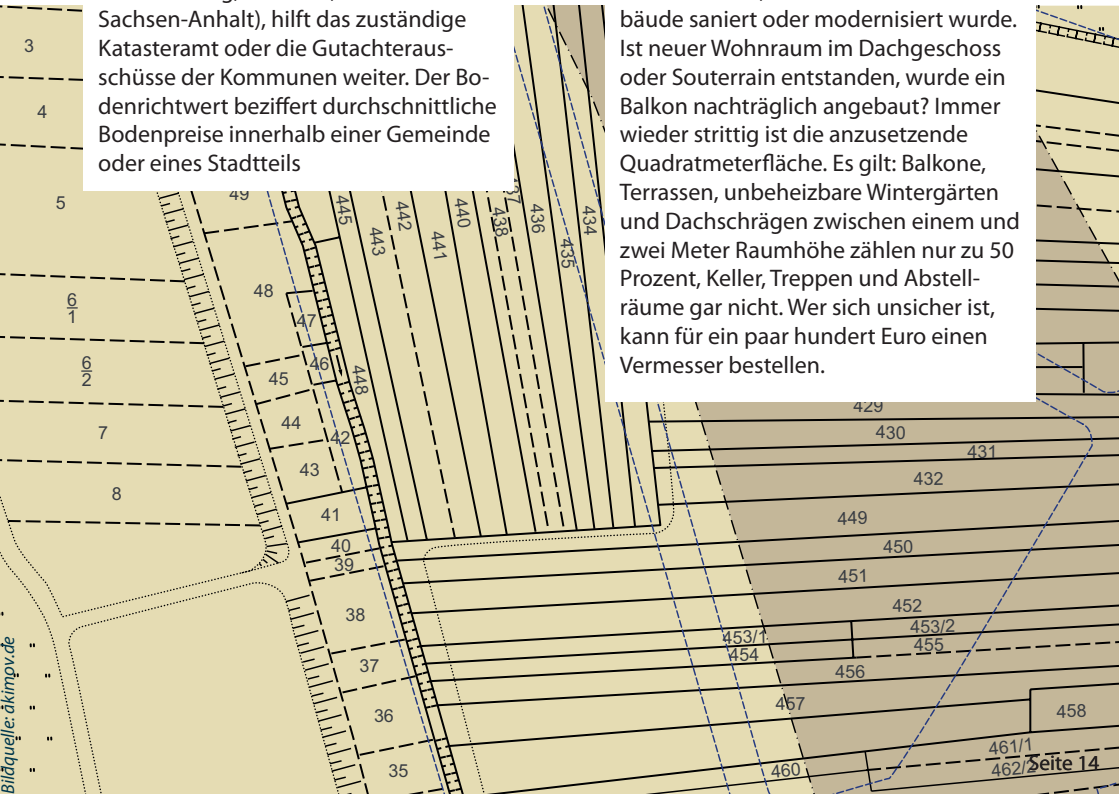 Sachsen-Anhalt), hilft das zuständige
Katasteramt oder die Gutachteraus-
schüsse der Kommunen weiter. Der Bo-
denrichtwert beziffert durchschnittliche
Bodenpreise innerhalb einer Gemeinde
oder eines Stadtteils
bäude saniert oder modernisiert wurde.
Ist neuer Wohnraum im Dachgeschoss
oder Souterrain entstanden, wurde ein
Balkon nachträglich angebaut? Immer
wieder strittig ist die anzusetzende
Quadratmeterfläche. Es gilt: Balkone,
Terrassen, unbeheizbare Wintergärten
und Dachschrägen zwischen einem und
zwei Meter Raumhöhe zählen nur zu 50
Prozent, Keller, Treppen und Abstell-
räume gar nicht. Wer sich unsicher ist,
kann für ein paar hundert Euro einen
Vermesser bestellen.
3
4
5
6
1
6
2
7
8
49
48
47
46
45
44
43
42
41
40
39
38
37
36
35
448
445
443
442
441
440
438
436
435
434
429
430
431
432
449
450
451
452
453/1
453/2
454
455
456
457
458
460
461/1
462/2
Bildquelle: akimov.de
Seite 14